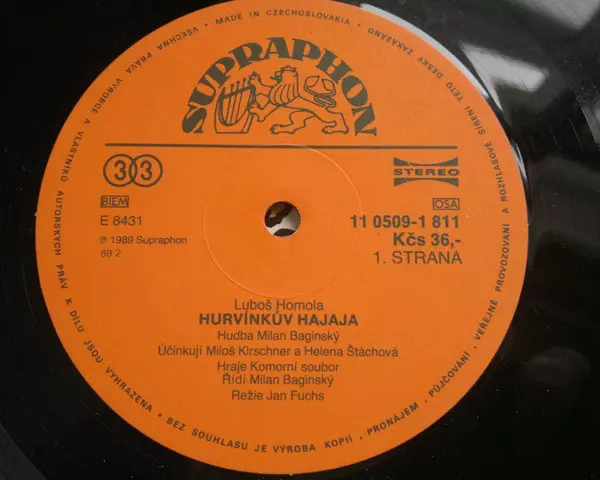 VŠECHNA PRÁVA VÝROBCE A VLASTNÍKŮ AUTORSKÝCH PRÁV K DÍLU JSOU VYHRAZENA • BEZ SOUHLASU JE VÝROBA KOPIÍ, PRONÁJEM, PŮJČOVÁNÍ, VEŘEJNÉ PROVOZOVÁNÍ A ROZHLASOVÉ ŠÍŘENÍ TÉTO DESKY ZAKÁZÁNO •
MADE IN CZECHOSLOVAKIA •
SUPRAPHON
33
STEREO
BIEM
OSA
E 8431
11 0509-1 811
℗ 1989 Supraphon
Kčs 36,-
89 2
1. STRANA
Luboš Homola
HURVÍNKŮV HAJAJA
Hudba Milan Baginský
Účinkují Miloš Kirschner a Helena Štáchová
Hraje Komorní soubor
Řídí Milan Baginský
Režie Jan Fuchs